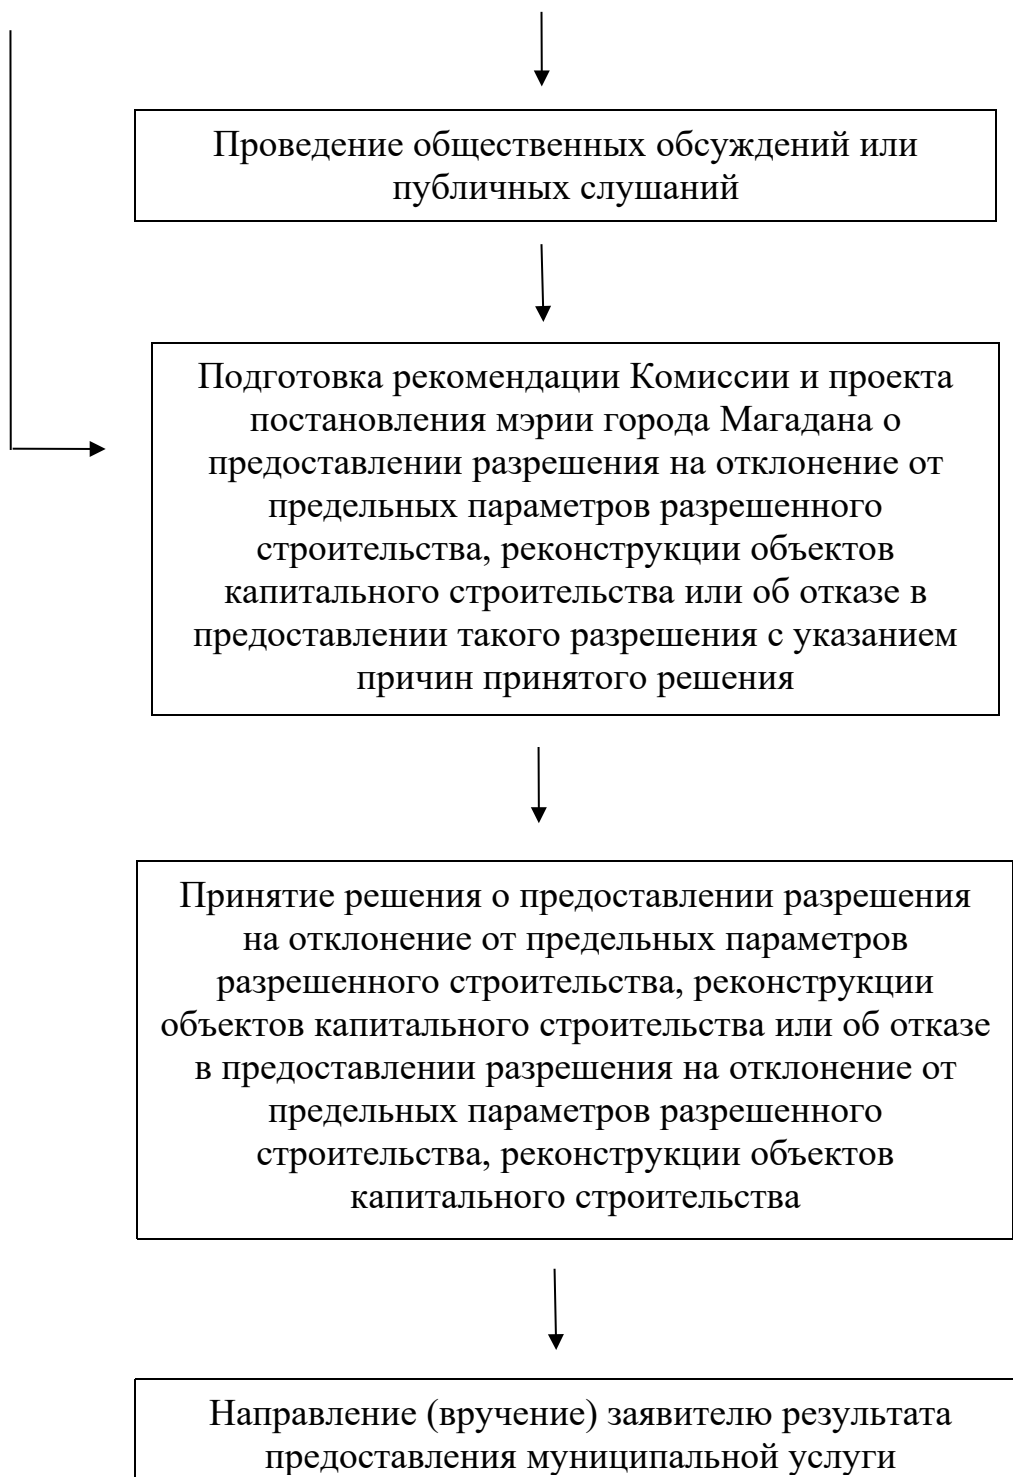 Проведение общественных обсуждений или
публичных слушаний
Подготовка рекомендации Комиссии и проекта
постановления мэрии города Магадана о
предоставлении разрешения на отклонение от
предельных параметров разрешенного
строительства, реконструкции объектов
капитального строительства или об отказе в
предоставлении такого разрешения с указанием
причин принятого решения
Принятие решения о предоставлении разрешения
на отклонение от предельных параметров
разрешенного строительства, реконструкции
объектов капитального строительства или об отказе
в предоставлении разрешения на отклонение от
предельных параметров разрешенного
строительства, реконструкции объектов
капитального строительства
Направление (вручение) заявителю результата
предоставления муниципальной услуги